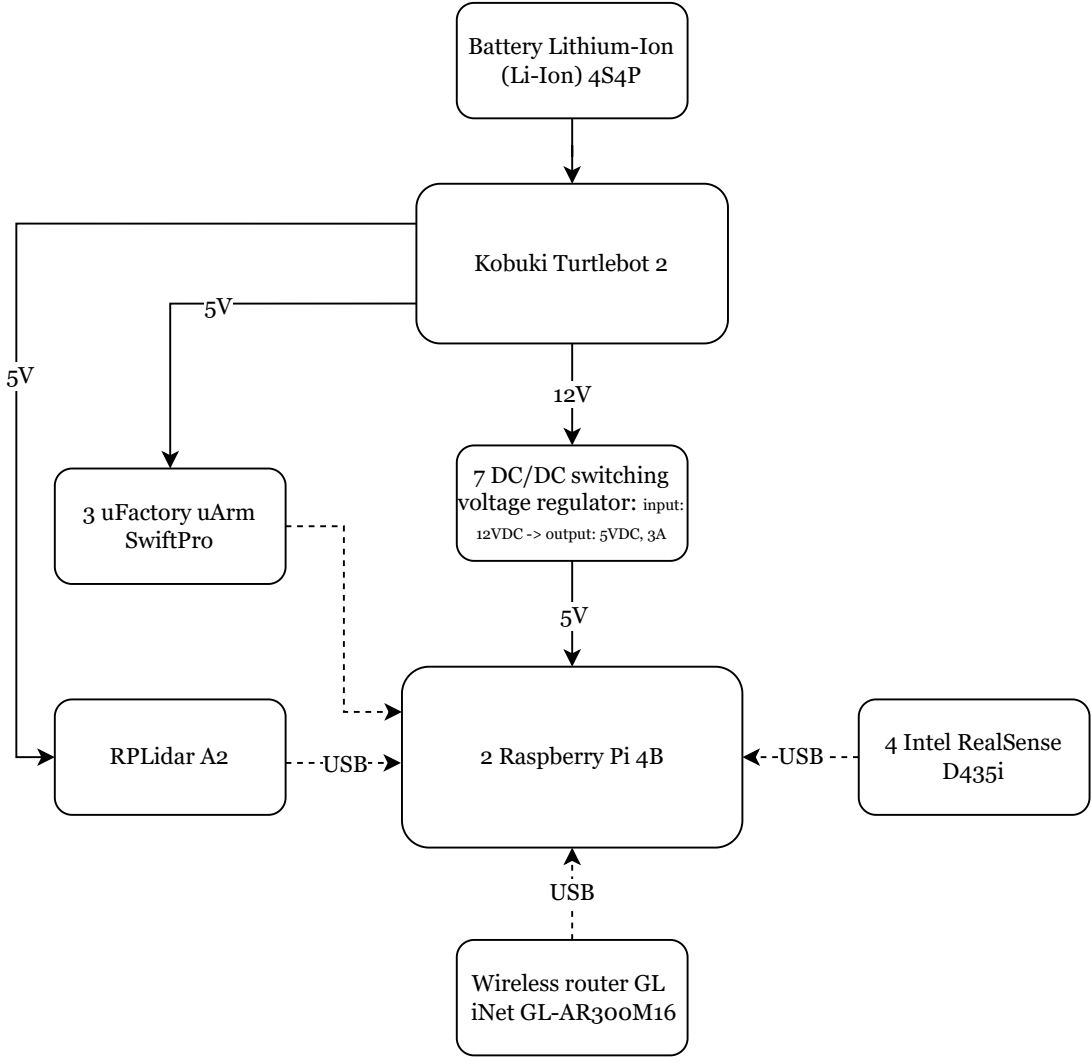 Battery Lithium-Ion
(Li-Ion) 4S4P
Kobuki Turtlebot 2
5V
5V
12V
7 DC/DC switching
voltage regulator: input:
12VDC -> output: 5VDC, 3A
3 uFactory uArm
SwiftPro
5V
RPLidar A2
USB
2 Raspberry Pi 4B
USB
4 Intel RealSense
D435i
USB
Wireless router GL
iNet GL-AR300M16